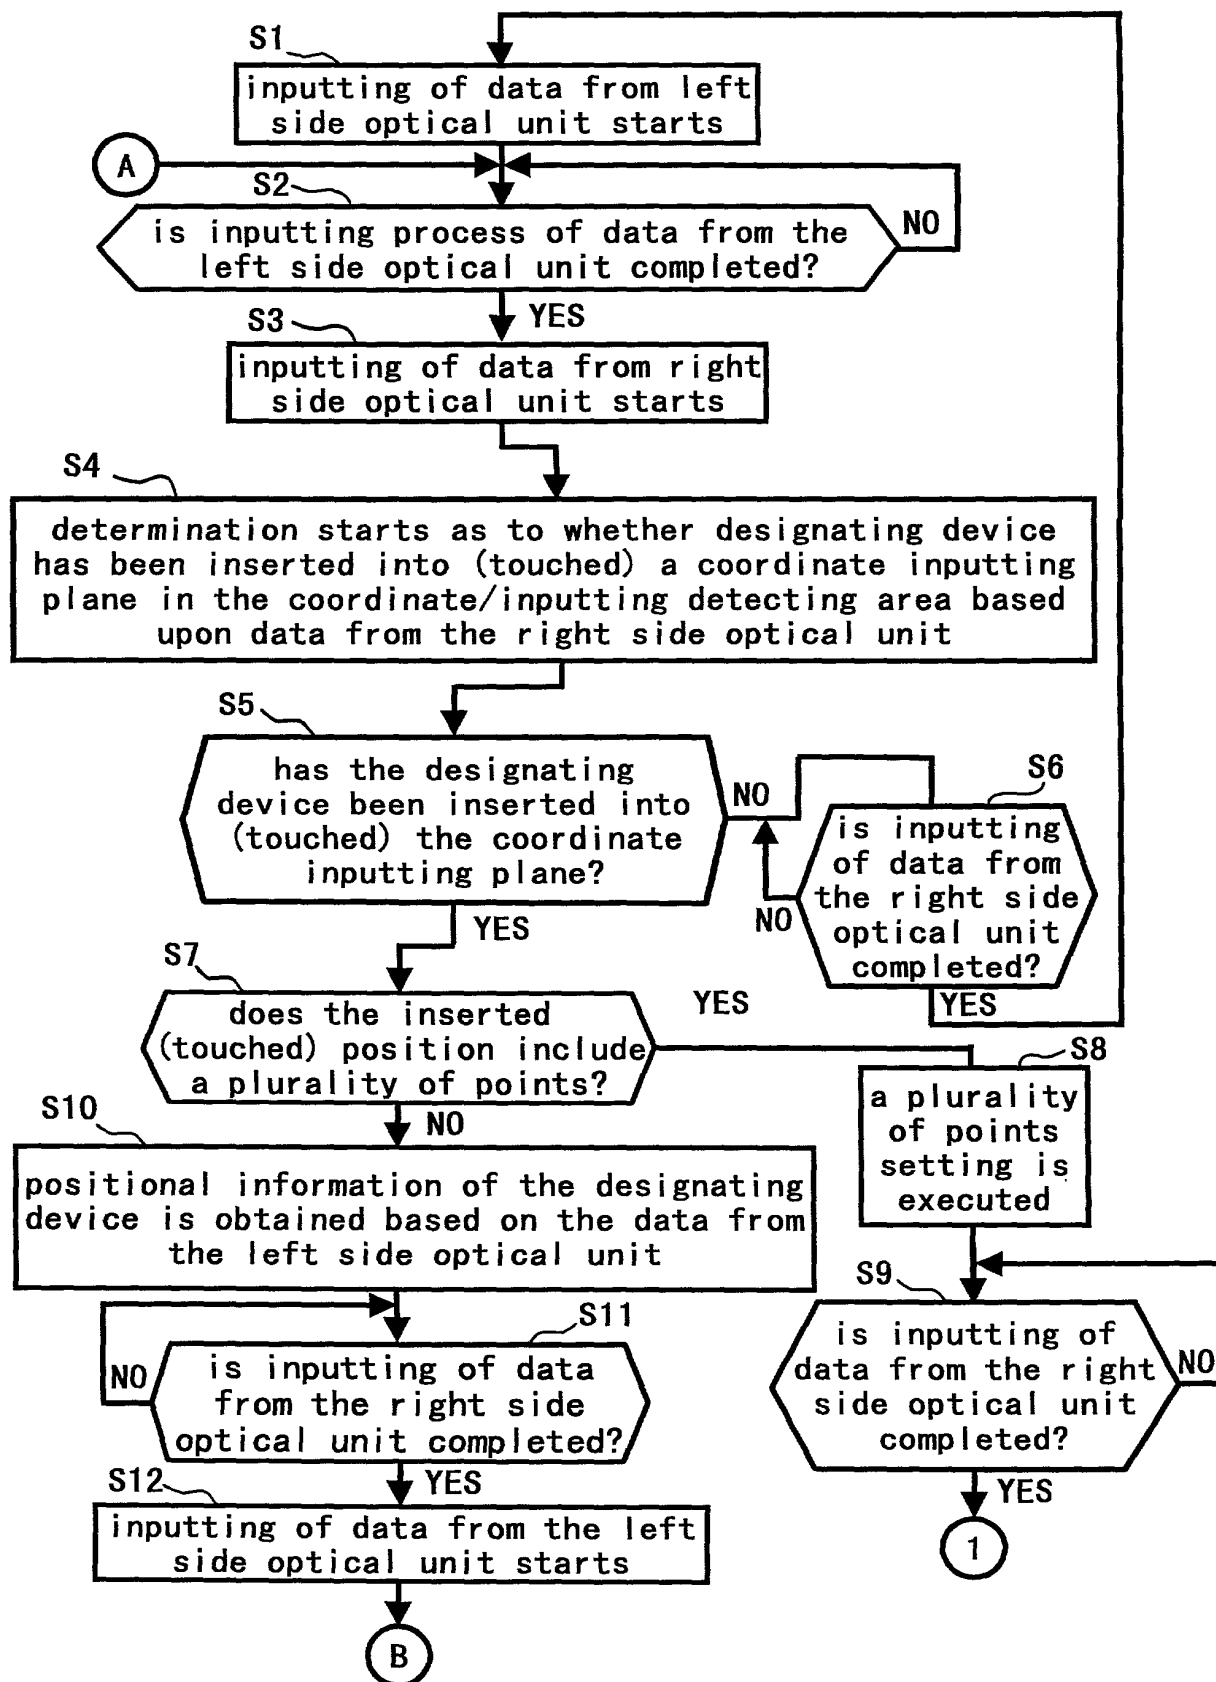 S1
inputting of data from left
side optical unit starts
A
S2
is inputting process of data from the
left side optical unit completed?
NO
YES
S3
inputting of data from right
side optical unit starts
S4
determination starts as to whether designating device
has been inserted into (touched) a coordinate inputting
plane in the coordinate/inputting detecting area based
upon data from the right side optical unit
S5
has the designating
device been inserted into
(touched) the coordinate
inputting plane?
NO
YES
S6
is inputting
of data from
the right side
optical unit
completed?
NO
YES
S7
does the inserted
(touched) position include
a plurality of points?
YES
NO
S8
a plurality
of points
setting is
executed
S9
is inputting of
data from the right
side optical unit
completed?
NO
YES
1
S10
positional information of the designating
device is obtained based on the data from
the left side optical unit
S11
is inputting of data
from the right side
optical unit completed?
NO
YES
S12
inputting of data from the left
side optical unit starts
B